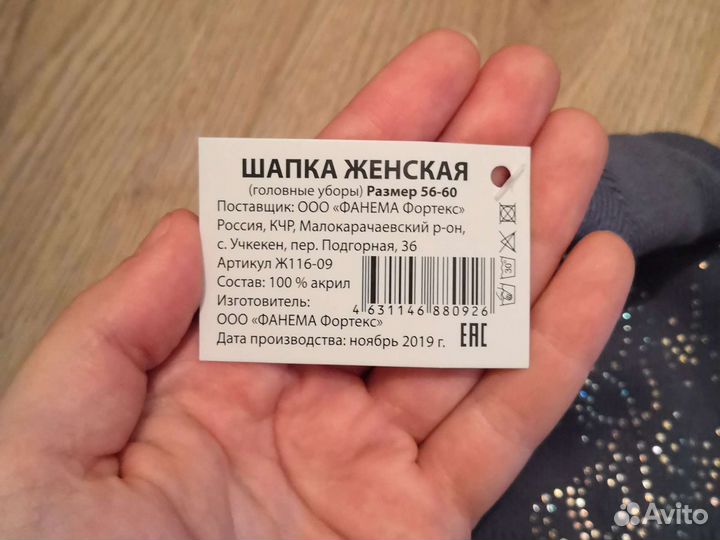 ШАПКА ЖЕНСКАЯ
(головные уборы) Размер 56-60
Поставщик: ООО «ФАНЕМА Фортекс»
Россия, КЧР, Малокарачаевский р-он,
с. Учкекен, пер. Подгорная, 36
Артикул Ж116-09
Состав: 100 % акрил
Изготовитель:
ООО «ФАНЕМА Фортекс»
Дата производства: ноябрь 2019 г.
4 631146 880926
EAC
30°
Avito